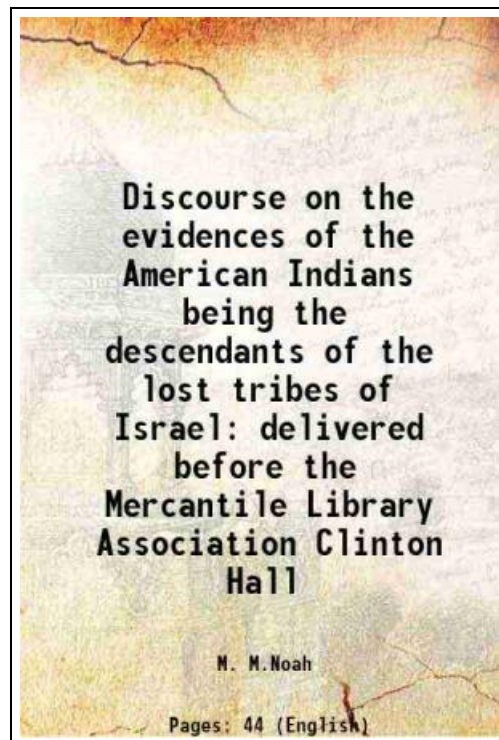 Discourse on the
evidences of the
American Indians
being the
descendants of the
lost tribes of
Israel: delivered
before the
Mercantile Library
Association Clinton
Hall
M. M.Noah
Pages: 44 (English)